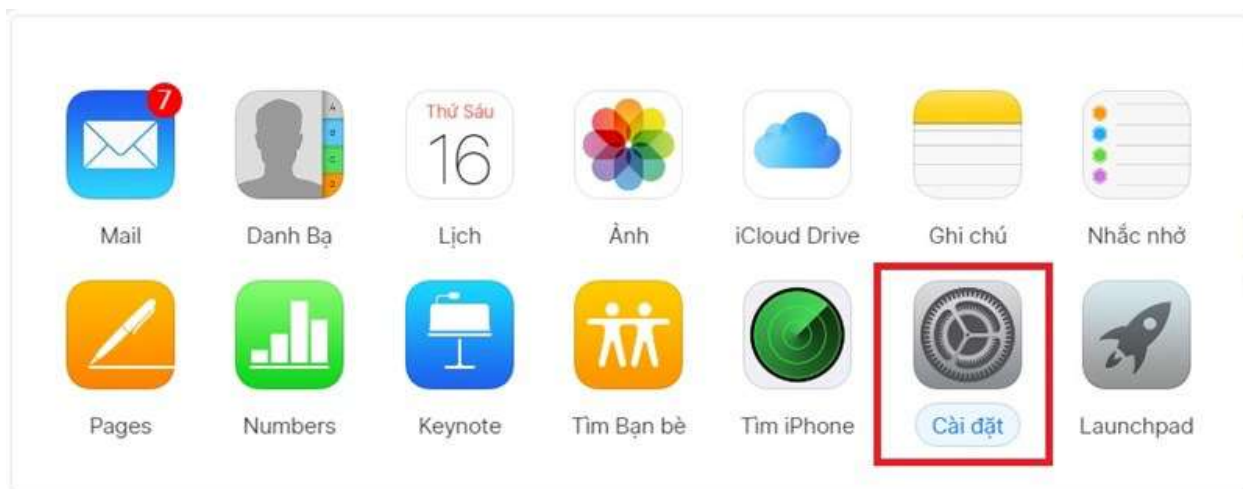 7
Thứ Sáu
16
Mail Danh Bạ Lịch Ảnh iCloud Drive Ghi chú Nhắc nhở
Pages Numbers Keynote Tìm Bạn bè Tìm iPhone Cài đặt Launchpad